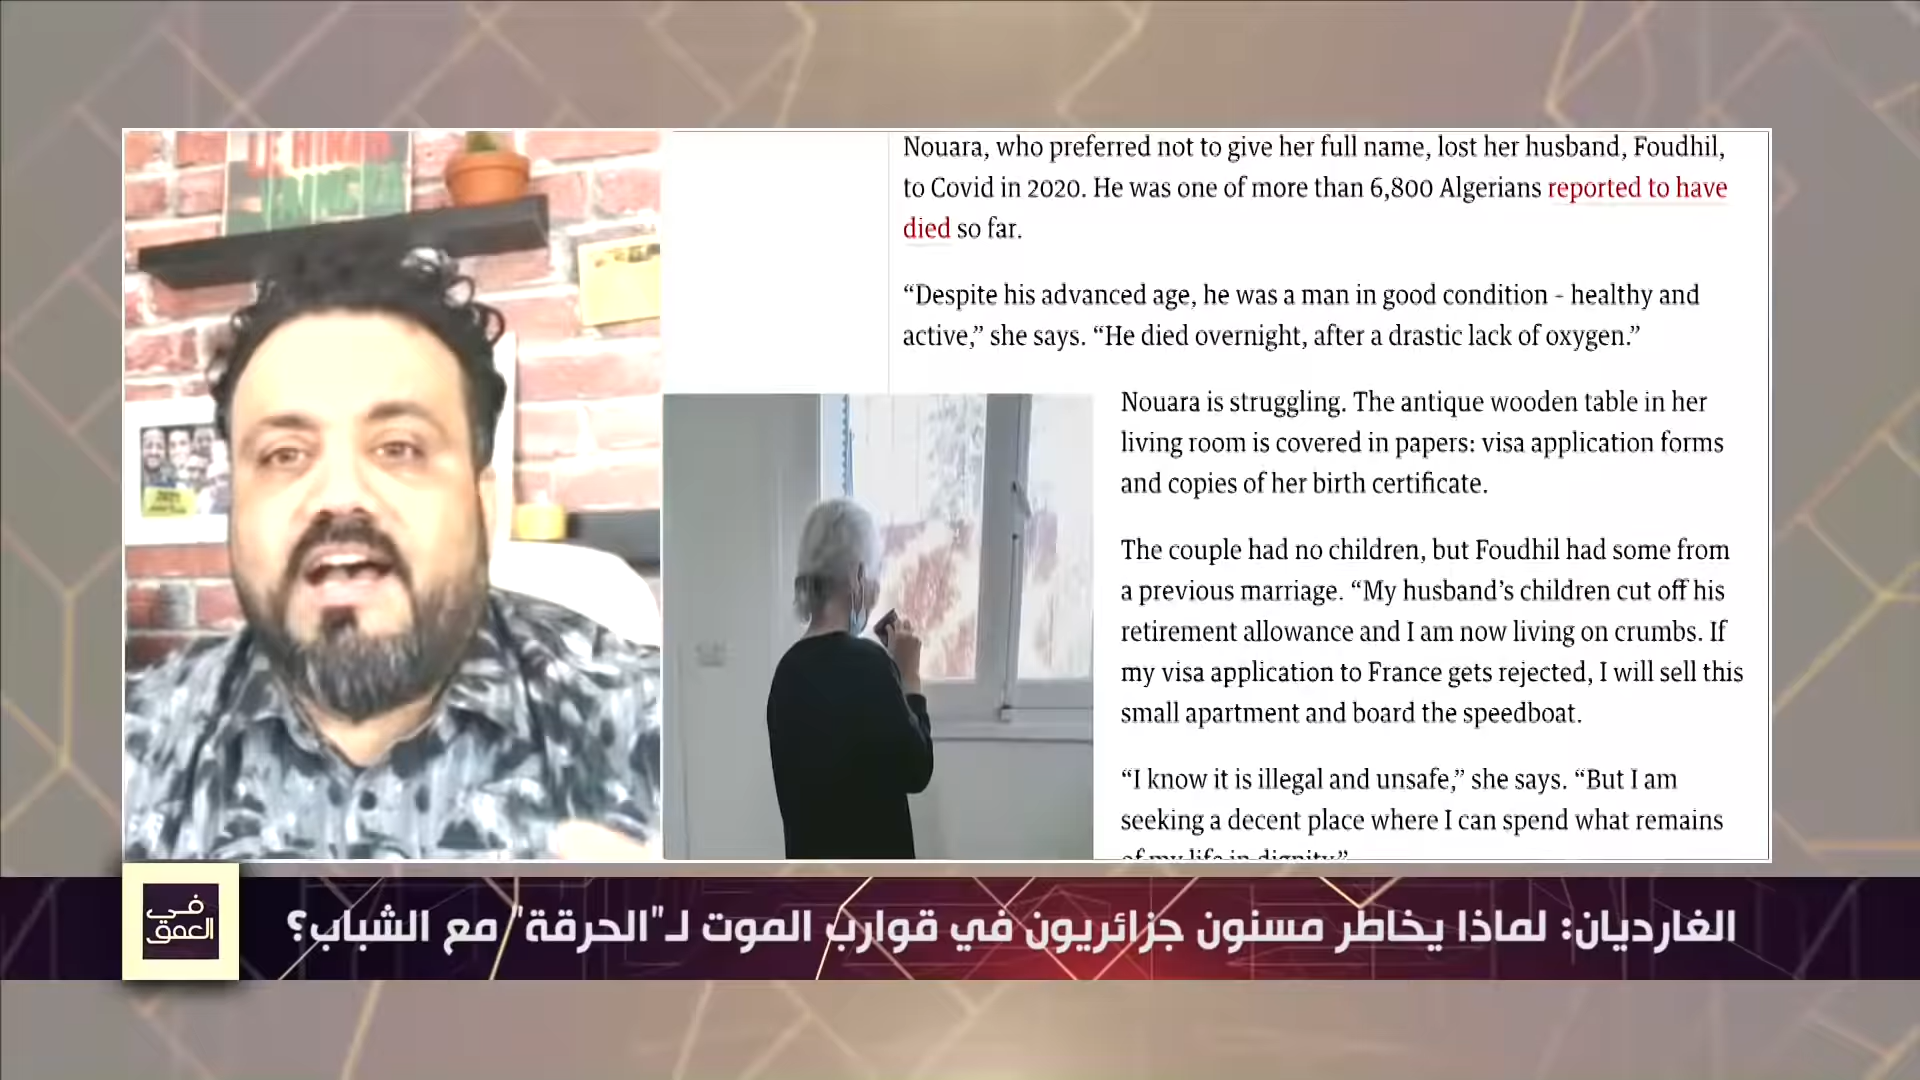 Nouara, who preferred not to give her full name, lost her husband, Foudhil,
to Covid in 2020. He was one of more than 6,800 Algerians reported to have
died so far.
“Despite his advanced age, he was a man in good condition - healthy and
active,” she says. “He died overnight, after a drastic lack of oxygen.”
Nouara is struggling. The antique wooden table in her
living room is covered in papers: visa application forms
and copies of her birth certificate.
The couple had no children, but Foudhil had some from
a previous marriage. “My husband’s children cut off his
retirement allowance and I am now living on crumbs. If
my visa application to France gets rejected, I will sell this
small apartment and board the speedboat.
“I know it is illegal and unsafe,” she says. “But I am
seeking a decent place where I can spend what remains
of my life in dignity.”
الغارديان: لماذا يخاطر مسنون جزائريون في قوارب الموت لـ"الحرقة" مع الشباب؟
في
العمق